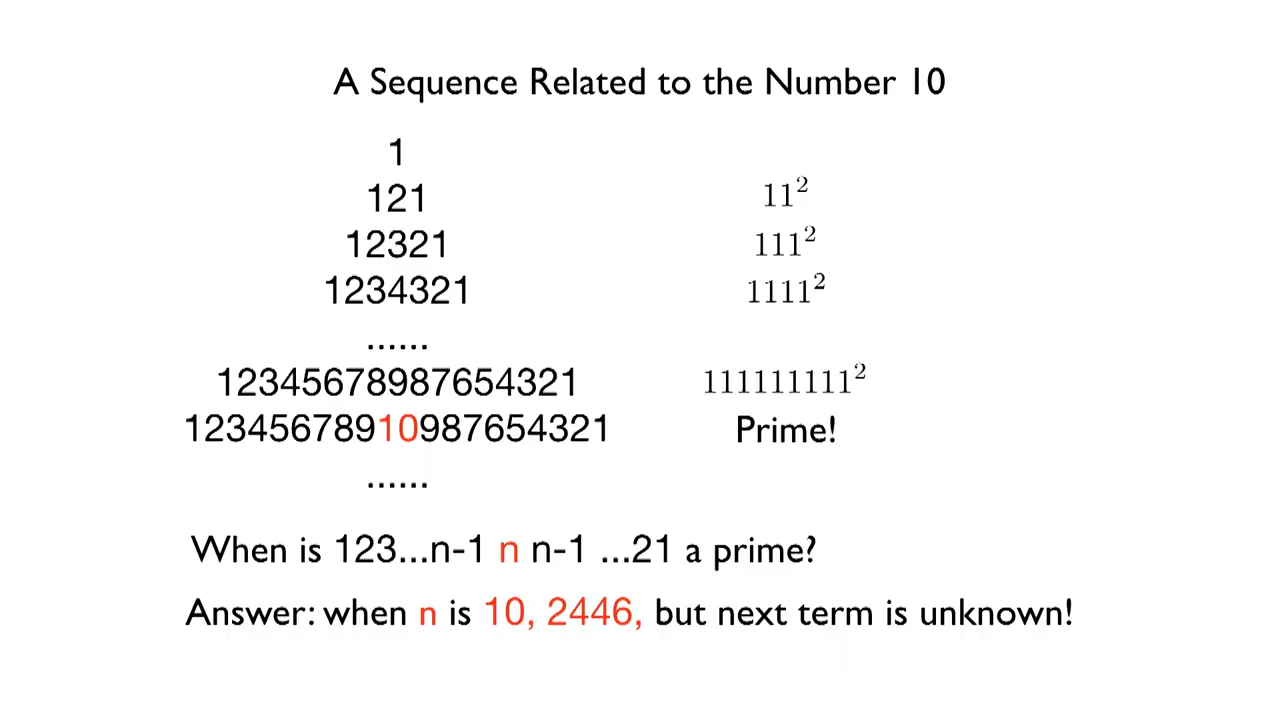 A Sequence Related to the Number 10
1
121 11²
12321 111²
1234321 1111²
......
12345678987654321 111111111²
12345678910987654321 Prime!
......
When is 123...n-1 n n-1 ...21 a prime?
Answer: when n is 10, 2446, but next term is unknown!